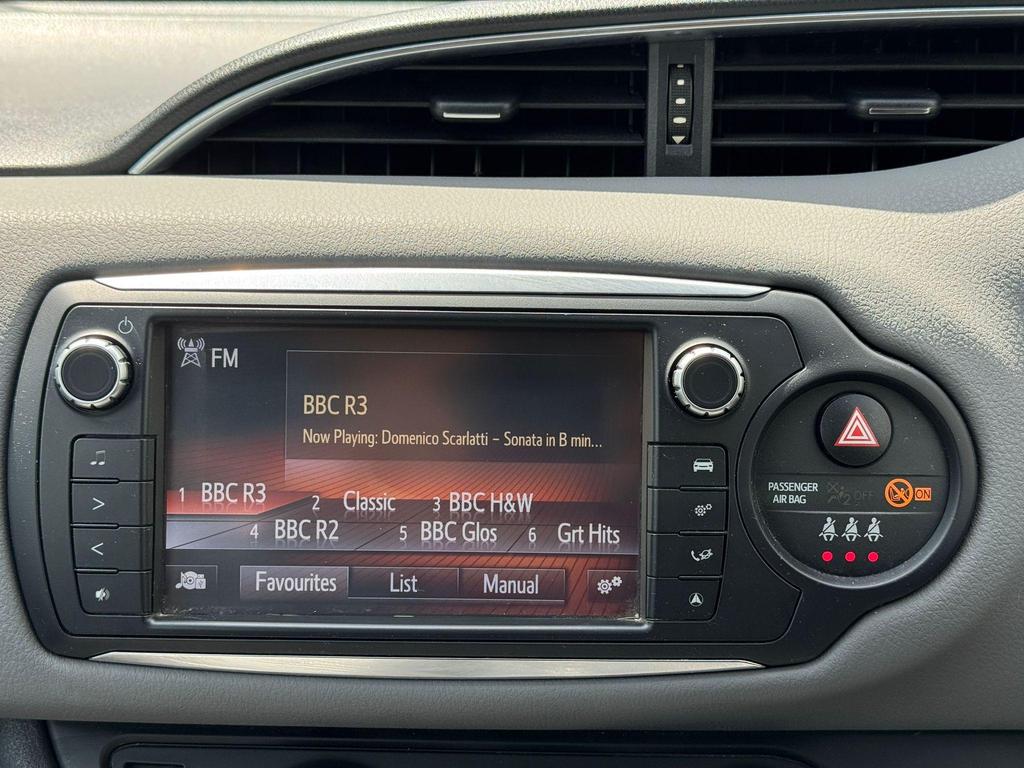 FM
BBC R3
Now Playing: Domenico Scarlatti – Sonata in B min...
1 BBC R3 2 Classic 3 BBC H&W
4 BBC R2 5 BBC Glos 6 Grt Hits
Favourites List Manual
PASSENGER
AIR BAG OFF ON